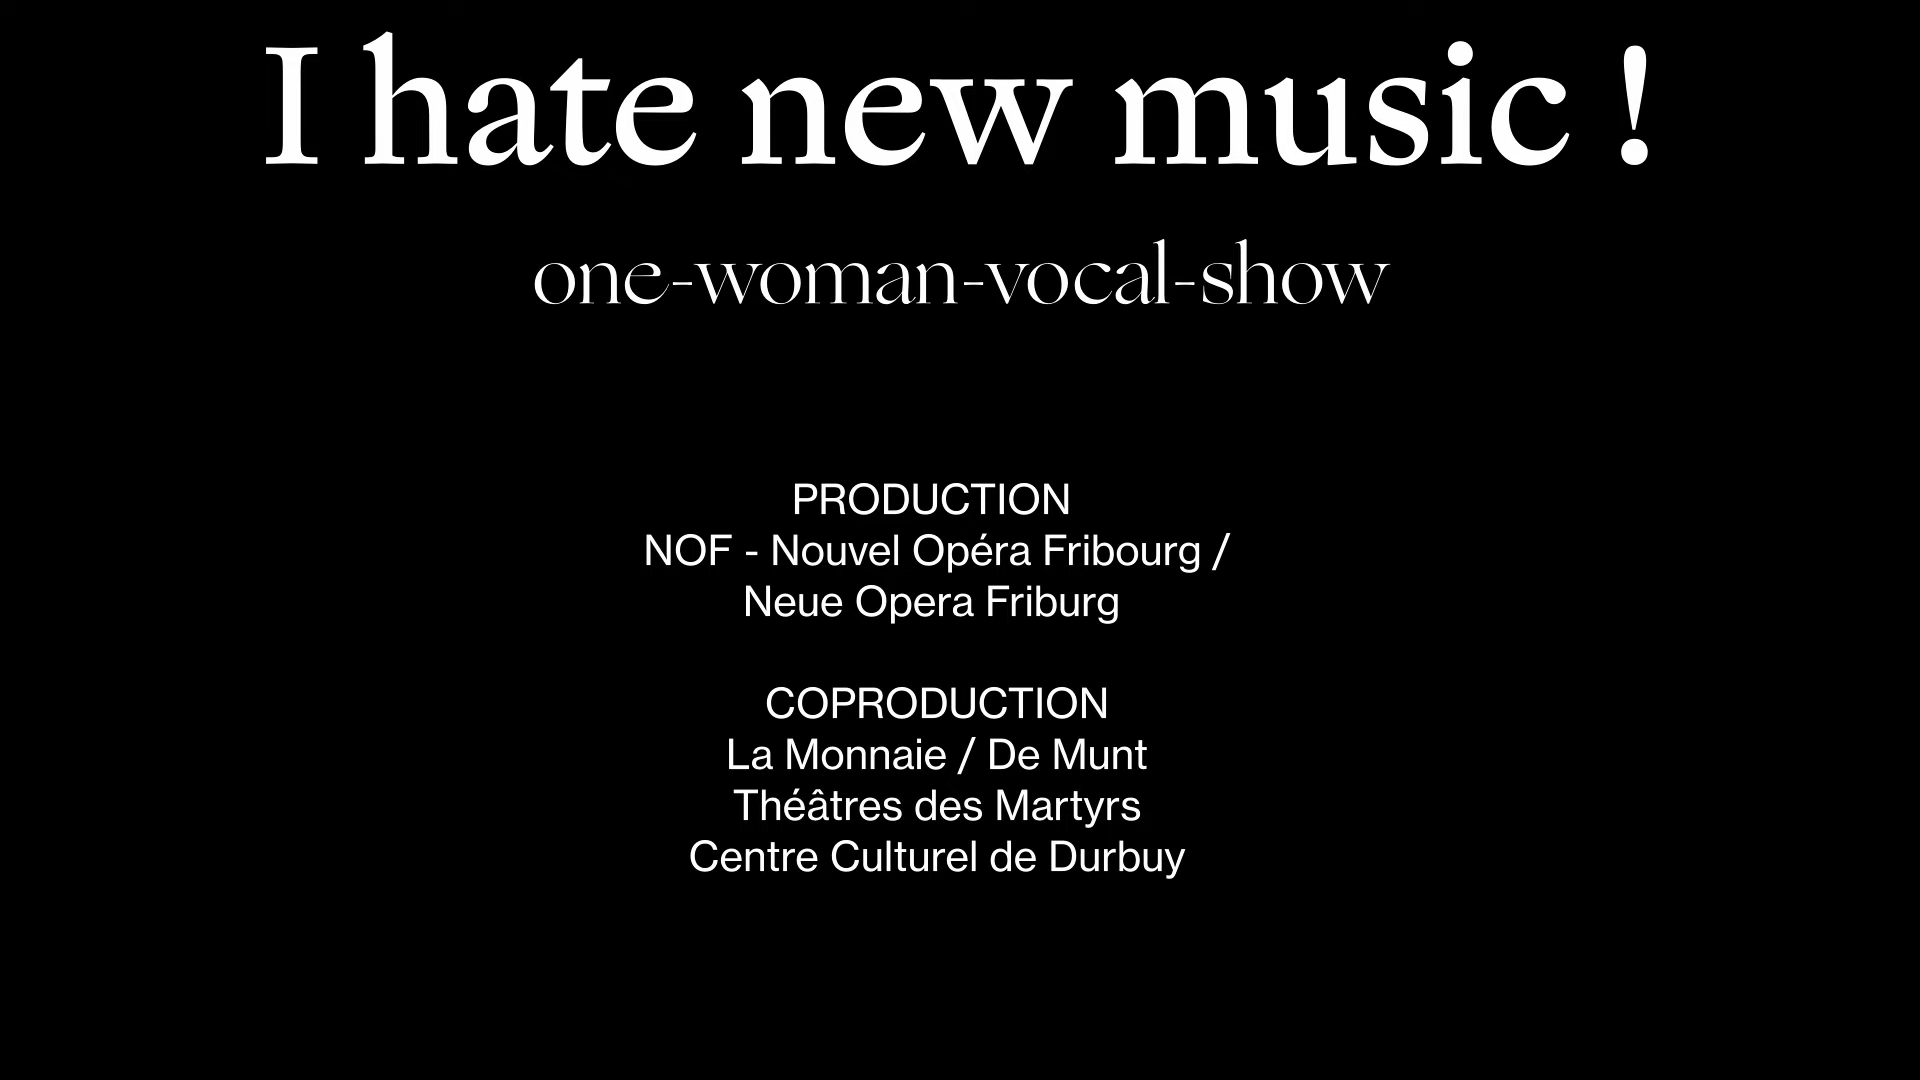 I hate new music !
one-woman-vocal-show
PRODUCTION
NOF - Nouvel Opéra Fribourg /
Neue Opera Friburg
COPRODUCTION
La Monnaie / De Munt
Théâtres des Martyrs
Centre Culturel de Durbuy